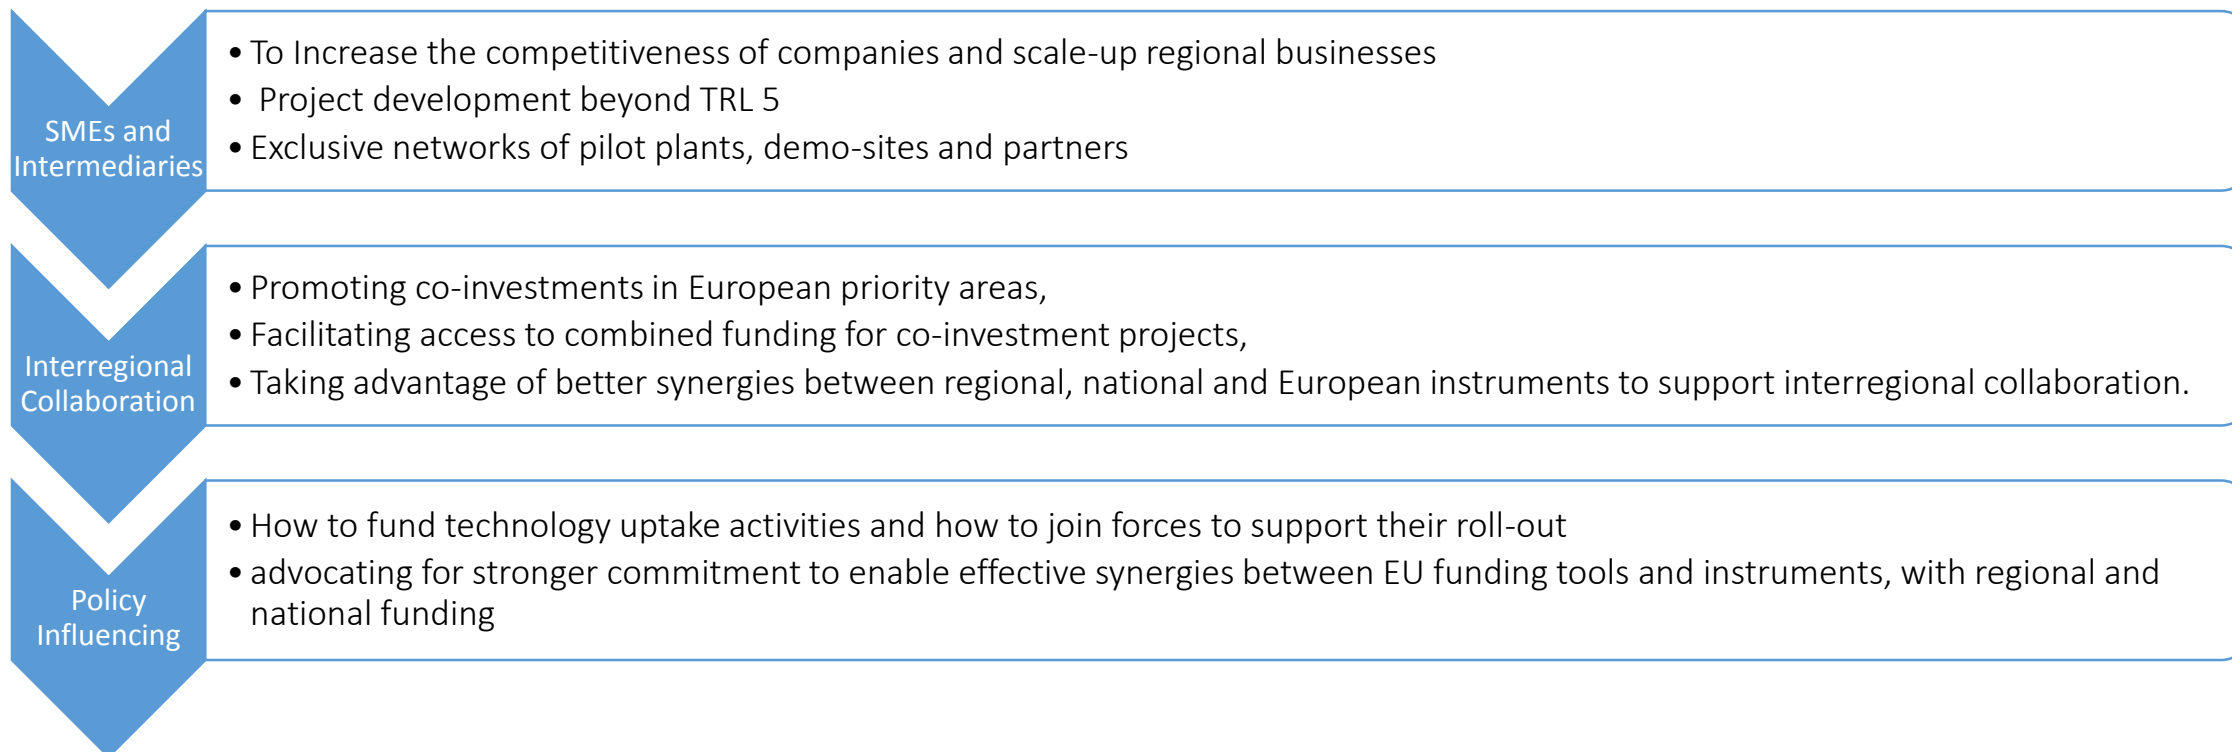 SMEs and
Intermediaries
• To Increase the competitiveness of companies and scale-up regional businesses
• Project development beyond TRL 5
• Exclusive networks of pilot plants, demo-sites and partners
Interregional
Collaboration
• Promoting co-investments in European priority areas,
• Facilitating access to combined funding for co-investment projects,
• Taking advantage of better synergies between regional, national and European instruments to support interregional collaboration.
Policy
Influencing
• How to fund technology uptake activities and how to join forces to support their roll-out
• advocating for stronger commitment to enable effective synergies between EU funding tools and instruments, with regional and
national funding